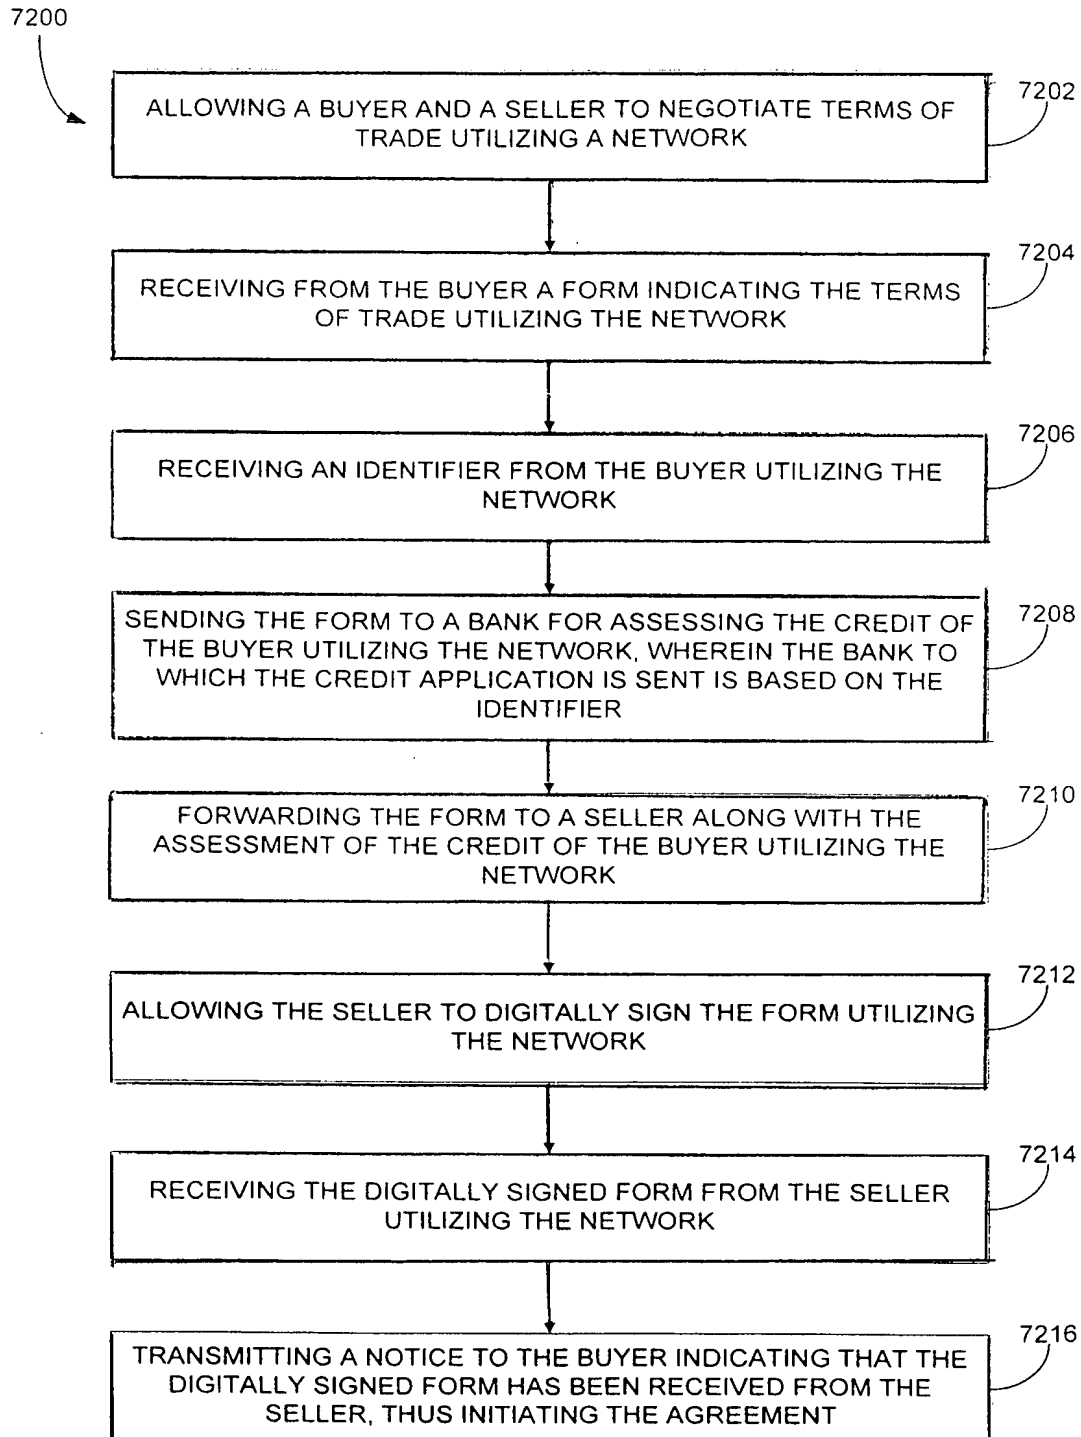 7200
ALLOWING A BUYER AND A SELLER TO NEGOTIATE TERMS OF
TRADE UTILIZING A NETWORK
7202
RECEIVING FROM THE BUYER A FORM INDICATING THE TERMS
OF TRADE UTILIZING THE NETWORK
7204
RECEIVING AN IDENTIFIER FROM THE BUYER UTILIZING THE
NETWORK
7206
SENDING THE FORM TO A BANK FOR ASSESSING THE CREDIT OF
THE BUYER UTILIZING THE NETWORK, WHEREIN THE BANK TO
WHICH THE CREDIT APPLICATION IS SENT IS BASED ON THE
IDENTIFIER
7208
FORWARDING THE FORM TO A SELLER ALONG WITH THE
ASSESSMENT OF THE CREDIT OF THE BUYER UTILIZING THE
NETWORK
7210
ALLOWING THE SELLER TO DIGITALLY SIGN THE FORM UTILIZING
THE NETWORK
7212
RECEIVING THE DIGITALLY SIGNED FORM FROM THE SELLER
UTILIZING THE NETWORK
7214
TRANSMITTING A NOTICE TO THE BUYER INDICATING THAT THE
DIGITALLY SIGNED FORM HAS BEEN RECEIVED FROM THE
SELLER, THUS INITIATING THE AGREEMENT
7216